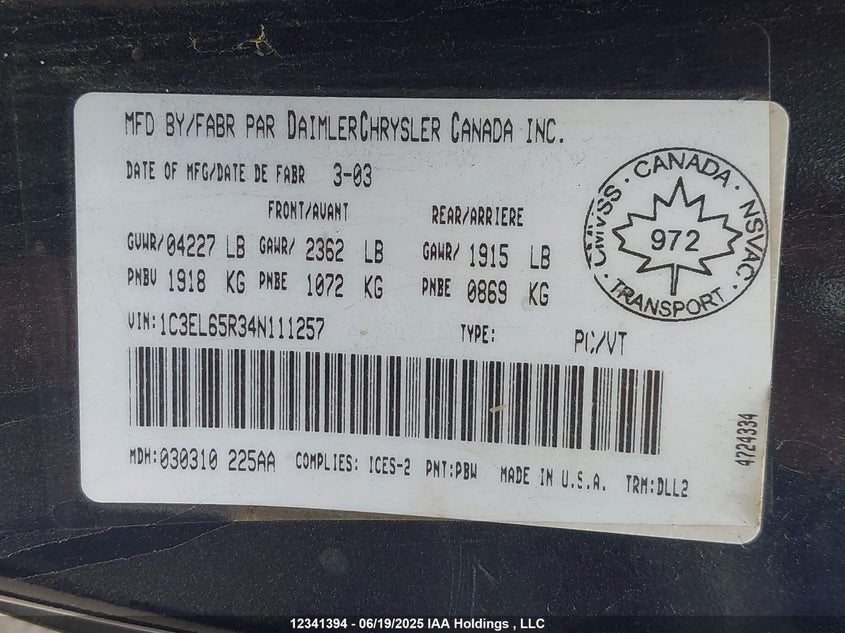 MFD BY/FABR PAR DAIMLERCHRYSLER CANADA INC.
DATE OF MFG/DATE DE FABR 3-03
FRONT/AVANT REAR/ARRIERE
GVWR/04227 LB GAWR/ 2362 LB GAWR/ 1915 LB
PNBV 1918 KG PNBE 1072 KG PNBE 0869 KG
VIN:1C3EL65R34N111257 TYPE: PC/VT
MDH:030310 225AA COMPLIES: ICES-2 PNT:PBW MADE IN U.S.A. TRM:DLL2
4724334
CMVSS · CANADA · NSVAC · TRANSPORT ·
972
12341394 - 06/19/2025 IAA Holdings , LLC